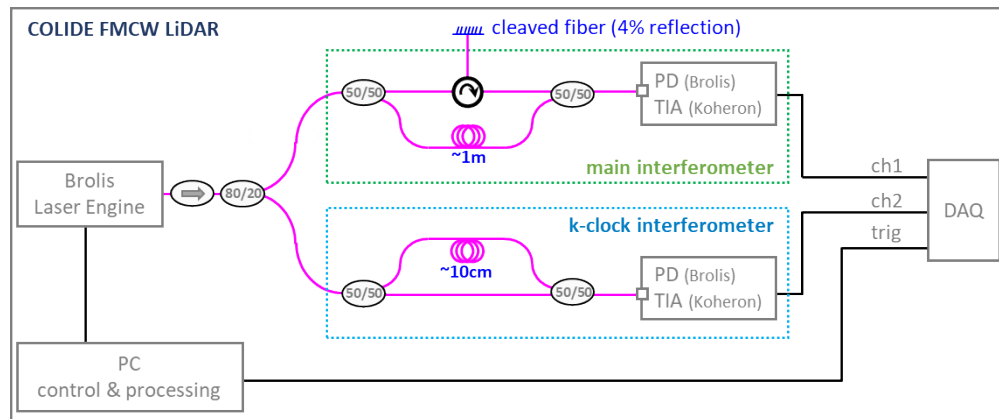 COLIDE FMCW LiDAR
cleaved fiber (4% reflection)
50/50
50/50
PD (Brolis)
TIA (Koheron)
~1m
main interferometer
ch1
Brolis
Laser Engine
80/20
ch2
DAQ
k-clock interferometer
trig
~10cm
50/50
50/50
PD (Brolis)
TIA (Koheron)
PC
control & processing